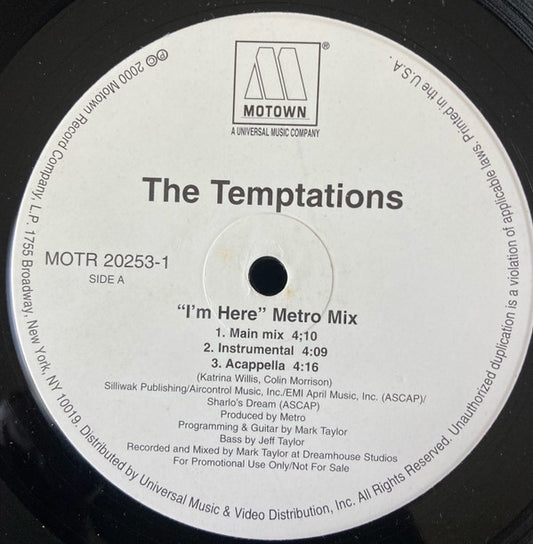 MOTOWN®
A UNIVERSAL MUSIC COMPANY
The Temptations
MOTR 20253-1
SIDE A
“I’m Here” Metro Mix
1. Main mix 4;10
2. Instrumental 4:09
3. Acappella 4:16
(Katrina Willis, Colin Morrison)
Silliwak Publishing/Aircontrol Music, Inc./EMI April Music, Inc. (ASCAP)/
Sharlo's Dream (ASCAP)
Produced by Metro
Programming & Guitar by Mark Taylor
Bass by Jeff Taylor
Recorded and Mixed by Mark Taylor at Dreamhouse Studios
For Promotional Use Only/Not For Sale
℗© 2000 Motown Record Company, L.P. 1755 Broadway, New York, NY 10019. Distributed by Universal Music & Video Distribution, Inc. All Rights Reserved. Unauthorized duplication is a violation of applicable laws. Printed in the U.S.A.